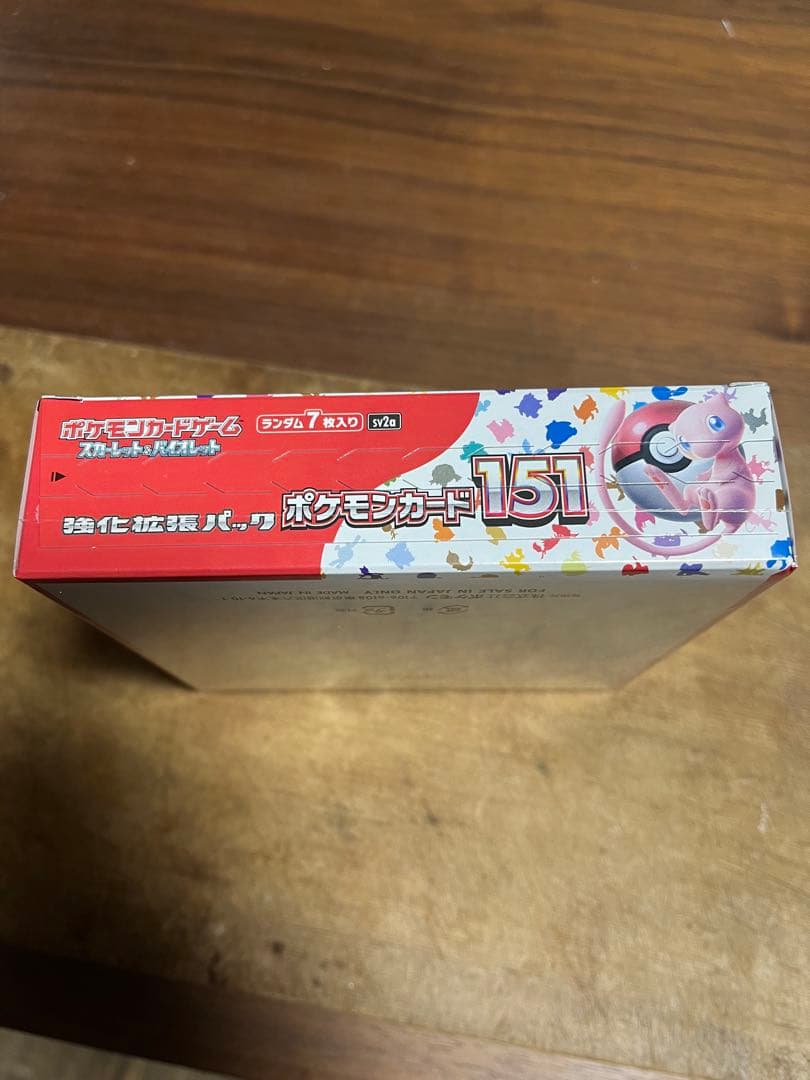 ポケモンカードゲーム
スカーレット&バイオレット
ランダム7枚入り
sv2a
強化拡張パック
ポケモンカード151
FOR SALE IN JAPAN ONLY MADE IN JAPAN